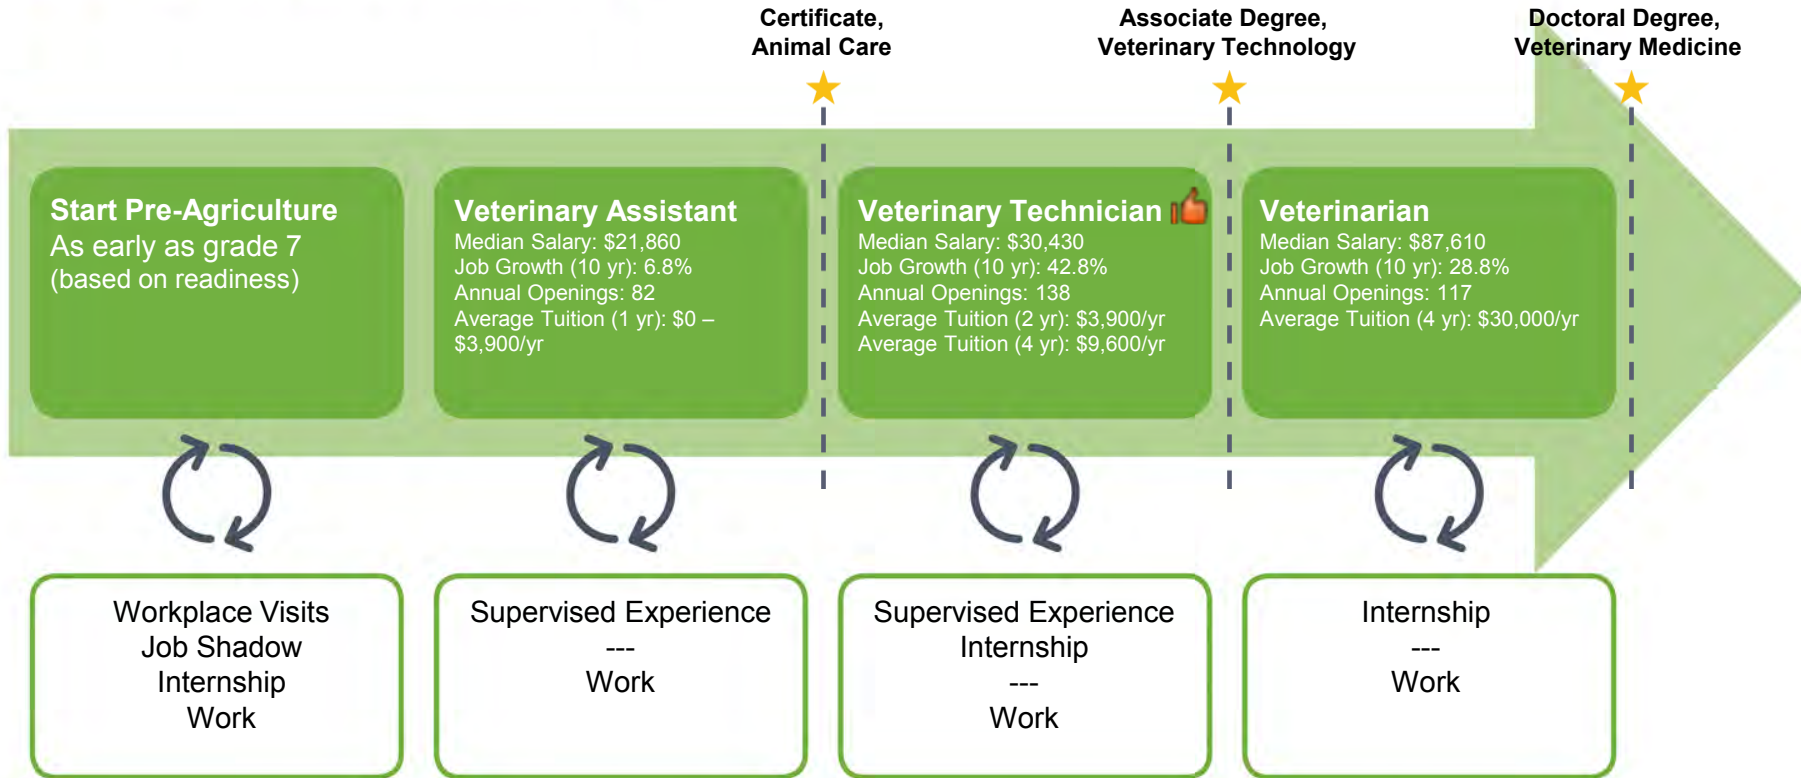 Certificate,
Animal Care
Associate Degree,
Veterinary Technology
Doctoral Degree,
Veterinary Medicine
Start Pre-Agriculture
As early as grade 7
(based on readiness)
Veterinary Assistant
Median Salary: $21,860
Job Growth (10 yr): 6.8%
Annual Openings: 82
Average Tuition (1 yr): $0 –
$3,900/yr
Veterinary Technician
Median Salary: $30,430
Job Growth (10 yr): 42.8%
Annual Openings: 138
Average Tuition (2 yr): $3,900/yr
Average Tuition (4 yr): $9,600/yr
Veterinarian
Median Salary: $87,610
Job Growth (10 yr): 28.8%
Annual Openings: 117
Average Tuition (4 yr): $30,000/yr
Workplace Visits
Job Shadow
Internship
Work
Supervised Experience
---
Work
Supervised Experience
Internship
---
Work
Internship
---
Work